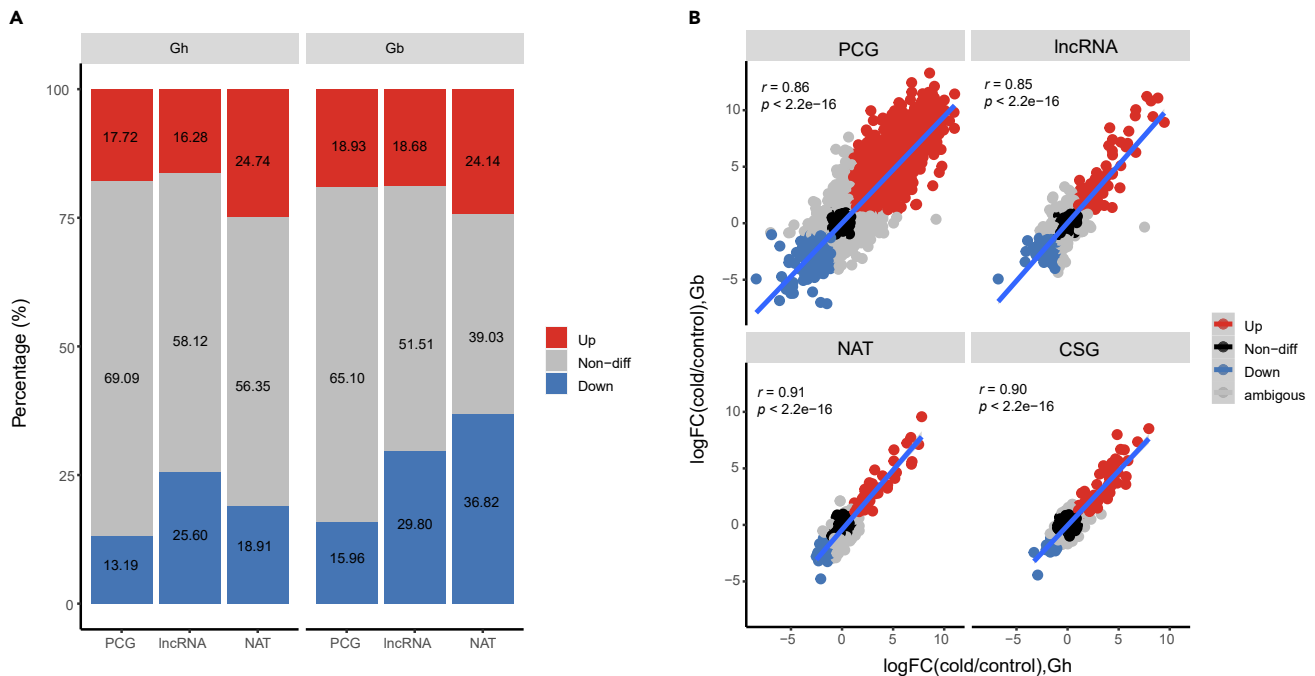 A
Gh
Gb
Percentage (%)
100
75
50
25
0
17.72
16.28
24.74
69.09
58.12
56.35
13.19
25.60
18.91
18.93
18.68
24.14
65.10
51.51
39.03
15.96
29.80
36.82
PCG
lncRNA
NAT
PCG
lncRNA
NAT
Up
Non-diff
Down
B
PCG
lncRNA
r = 0.86
p < 2.2e−16
r = 0.85
p < 2.2e−16
10
5
0
−5
NAT
CSG
r = 0.91
p < 2.2e−16
r = 0.90
p < 2.2e−16
10
5
0
−5
−5
0
5
10
−5
0
5
10
logFC(cold/control),Gb
logFC(cold/control),Gh
Up
Non-diff
Down
ambigous